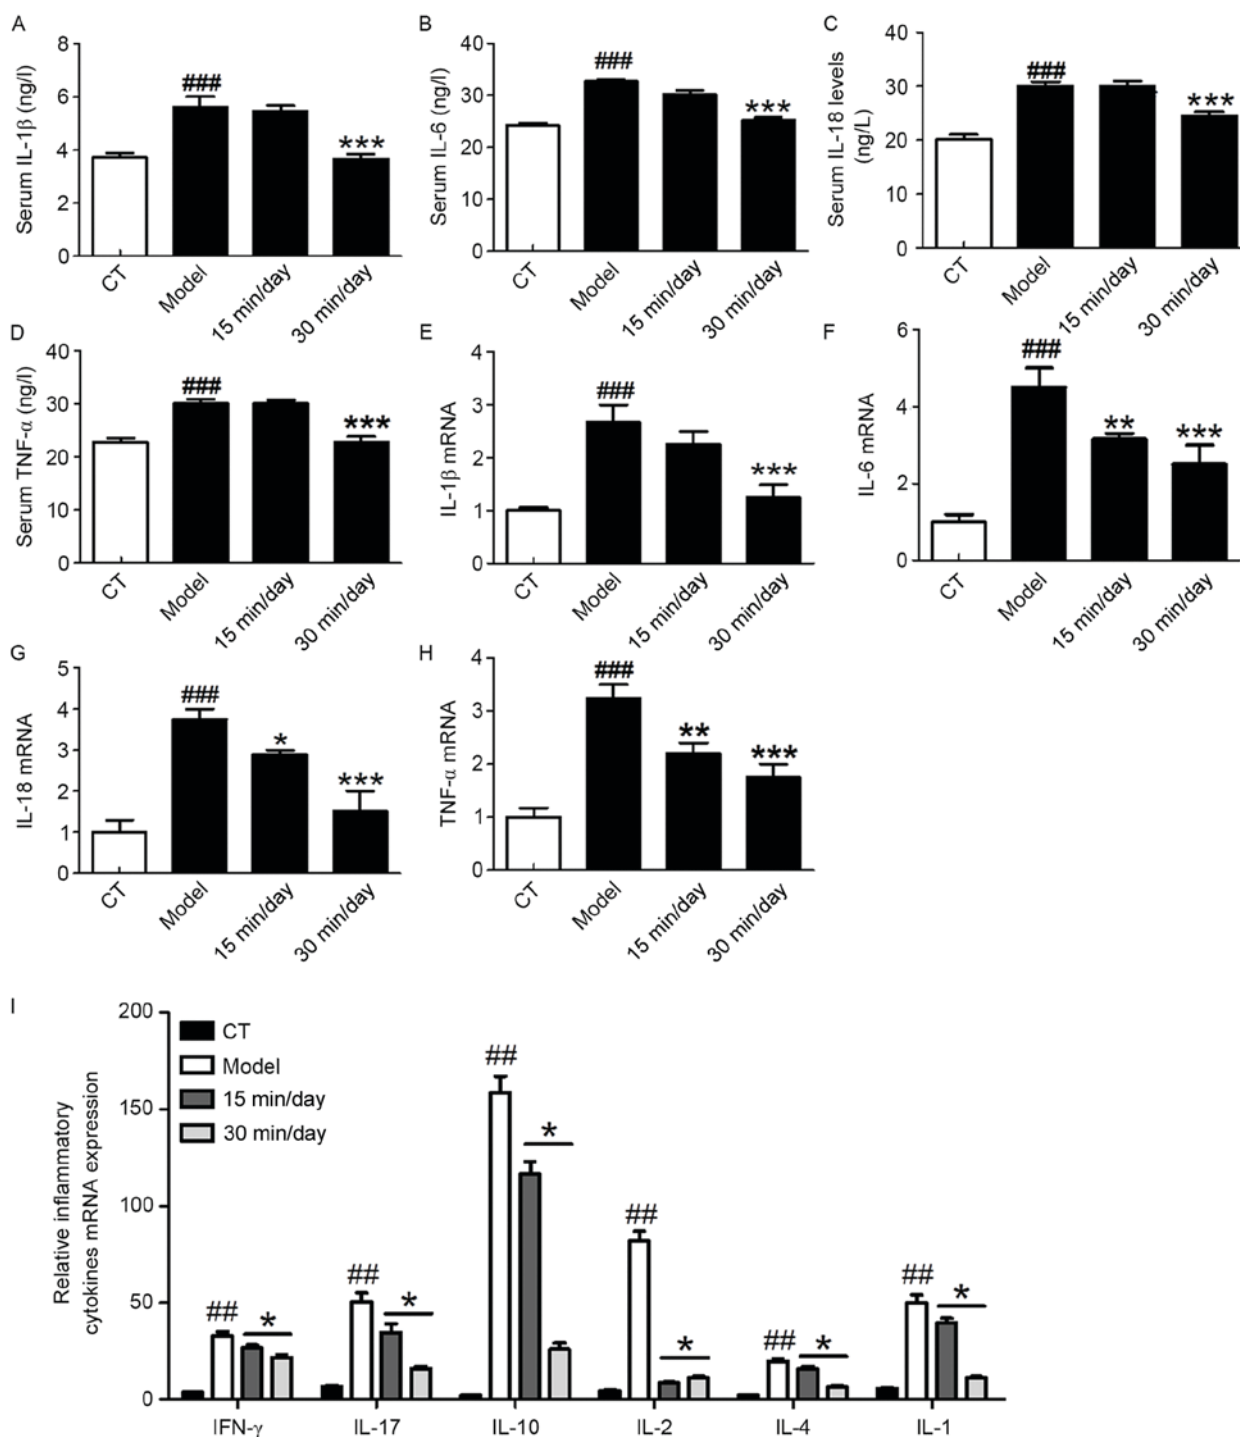 A
Serum IL-1β (ng/l)
8
6
4
2
0
###
***
CT
Model
15 min/day
30 min/day
B
Serum IL-6 (ng/l)
40
30
20
10
0
###
***
CT
Model
15 min/day
30 min/day
C
Serum IL-18 levels
(ng/L)
40
30
20
10
0
###
***
CT
Model
15 min/day
30 min/day
D
Serum TNF-α (ng/l)
40
30
20
10
0
###
***
CT
Model
15 min/day
30 min/day
E
IL-1β mRNA
4
3
2
1
0
###
***
CT
Model
15 min/day
30 min/day
F
IL-6 mRNA
6
4
2
0
###
**
***
CT
Model
15 min/day
30 min/day
G
IL-18 mRNA
5
4
3
2
1
0
###
*
***
CT
Model
15 min/day
30 min/day
H
TNF-α mRNA
4
3
2
1
0
###
**
***
CT
Model
15 min/day
30 min/day
I
Relative inflammatory
cytokines mRNA expression
200
150
100
50
0
CT
Model
15 min/day
30 min/day
##
*
##
*
##
*
##
*
##
*
##
*
IFN-γ
IL-17
IL-10
IL-2
IL-4
IL-1